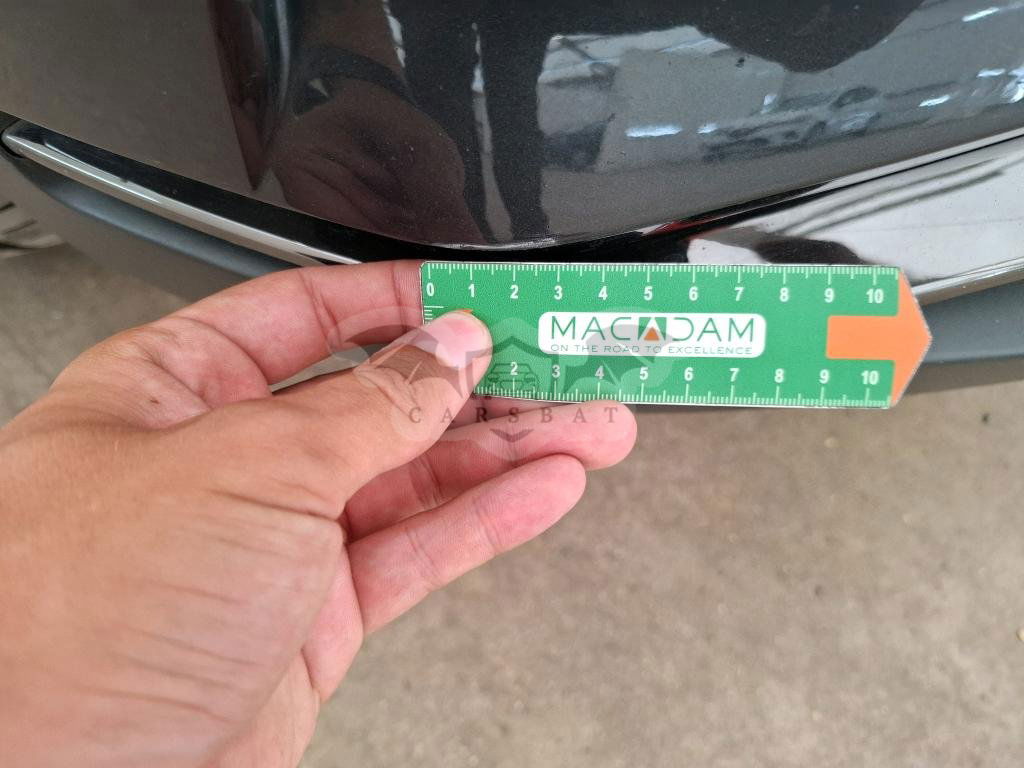 0 1 2 3 4 5 6 7 8 9 10
MACADAM
ON THE ROAD TO EXCELLENCE
2 3 4 5 6 7 8 9 10
CARSBAT